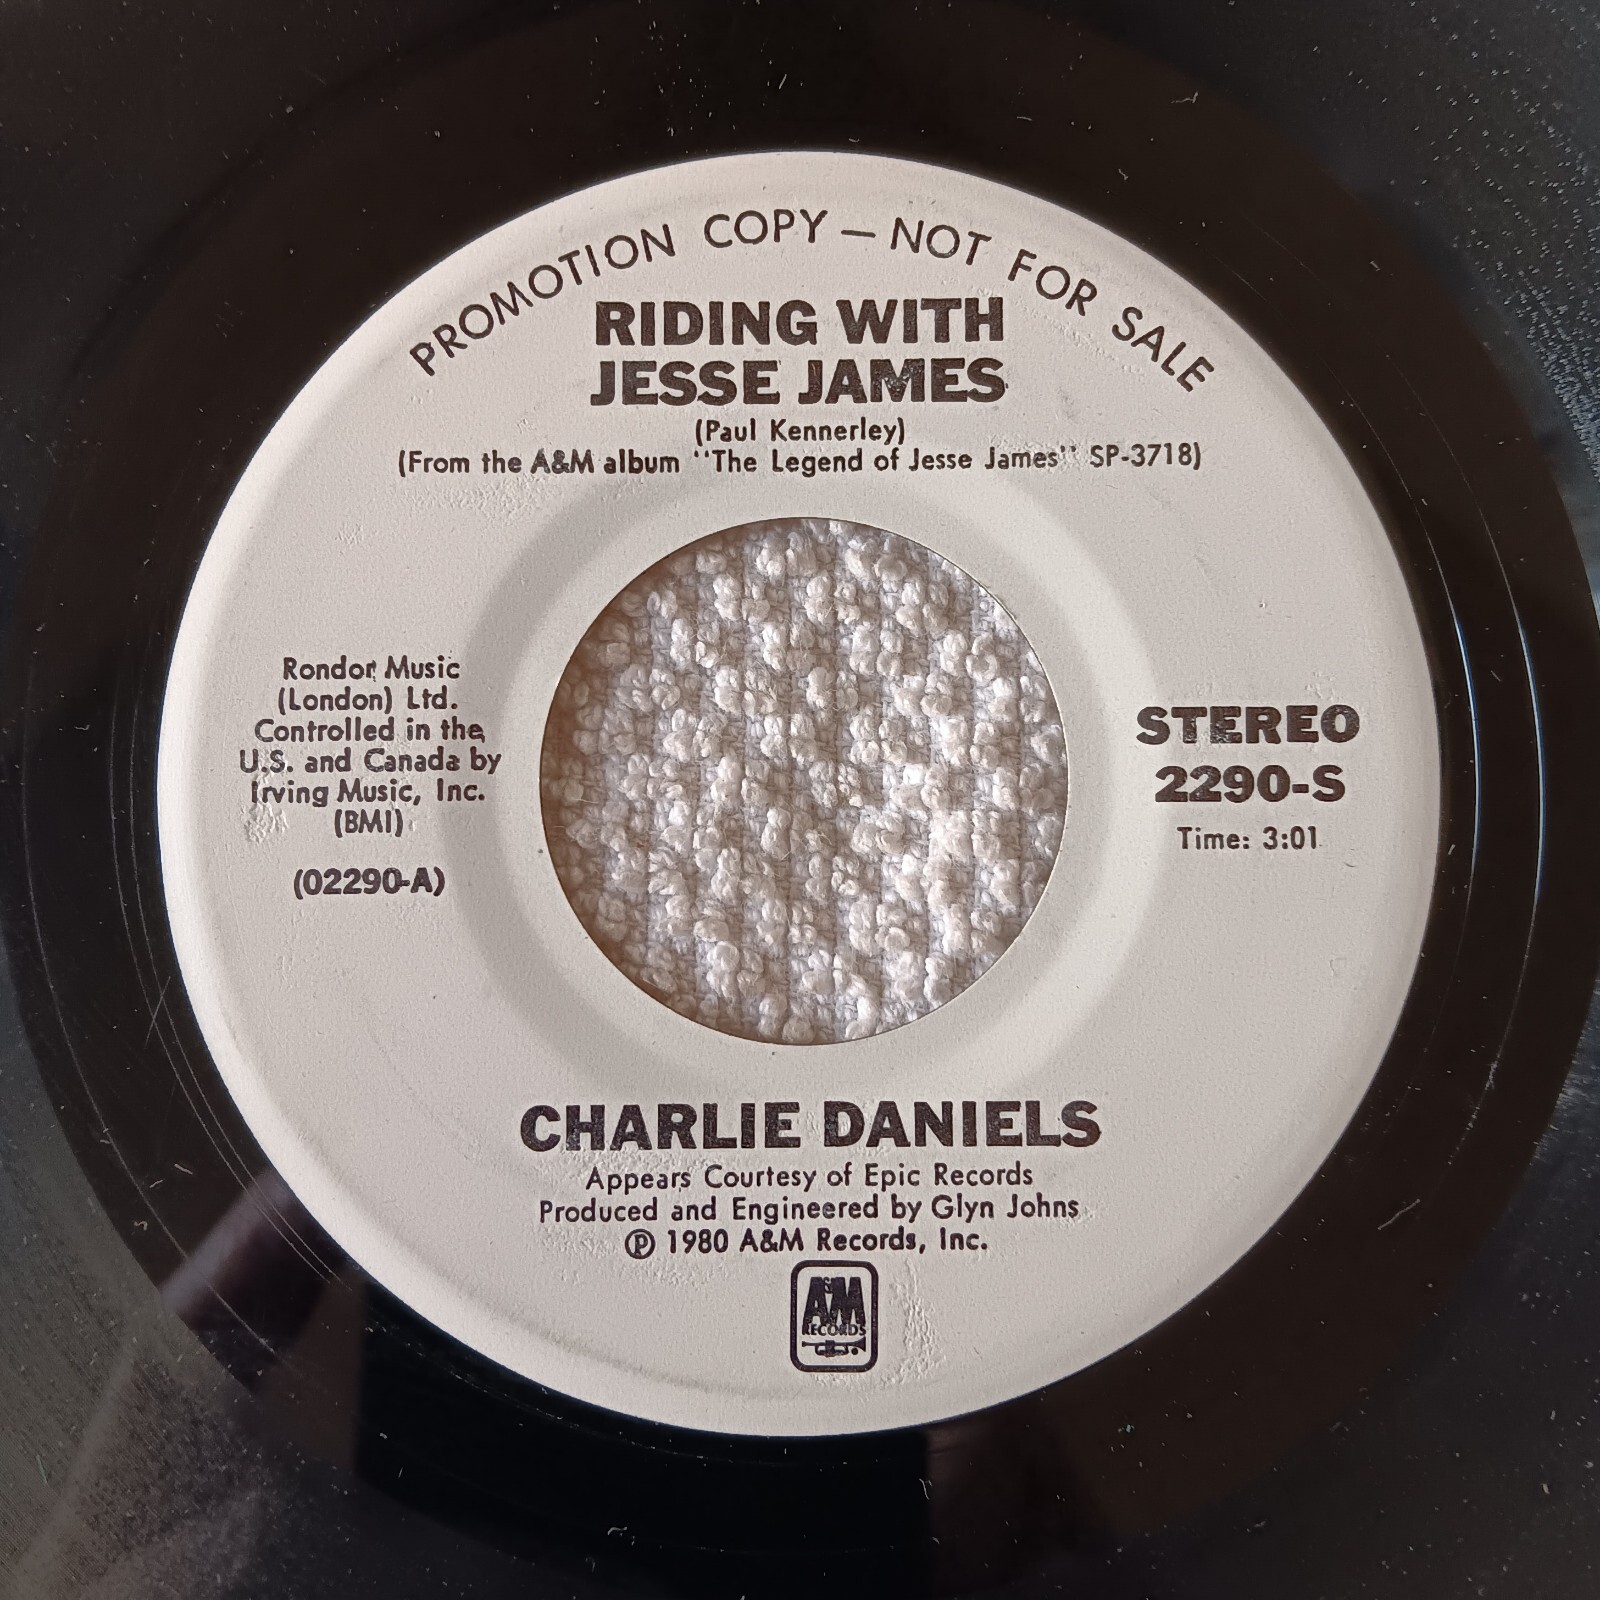 PROMOTION COPY — NOT FOR SALE
RIDING WITH
JESSE JAMES
(Paul Kennerley)
(From the A&M album "The Legend of Jesse James" SP-3718)
Rondor Music
(London) Ltd.
Controlled in the
U.S. and Canada by
Irving Music, Inc.
(BMI)
(02290-A)
STEREO
2290-S
Time: 3:01
CHARLIE DANIELS
Appears Courtesy of Epic Records
Produced and Engineered by Glyn Johns
℗ 1980 A&M Records, Inc.
A&M
RECORDS